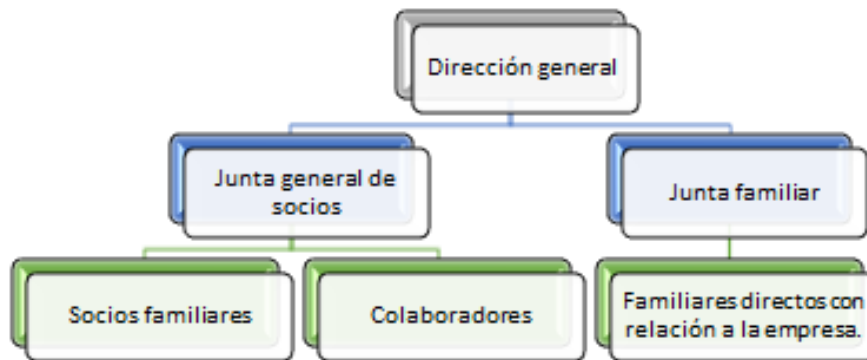 Dirección general
Junta general de
socios
Junta familiar
Socios familiares
Colaboradores
Familiares directos con
relación a la empresa.